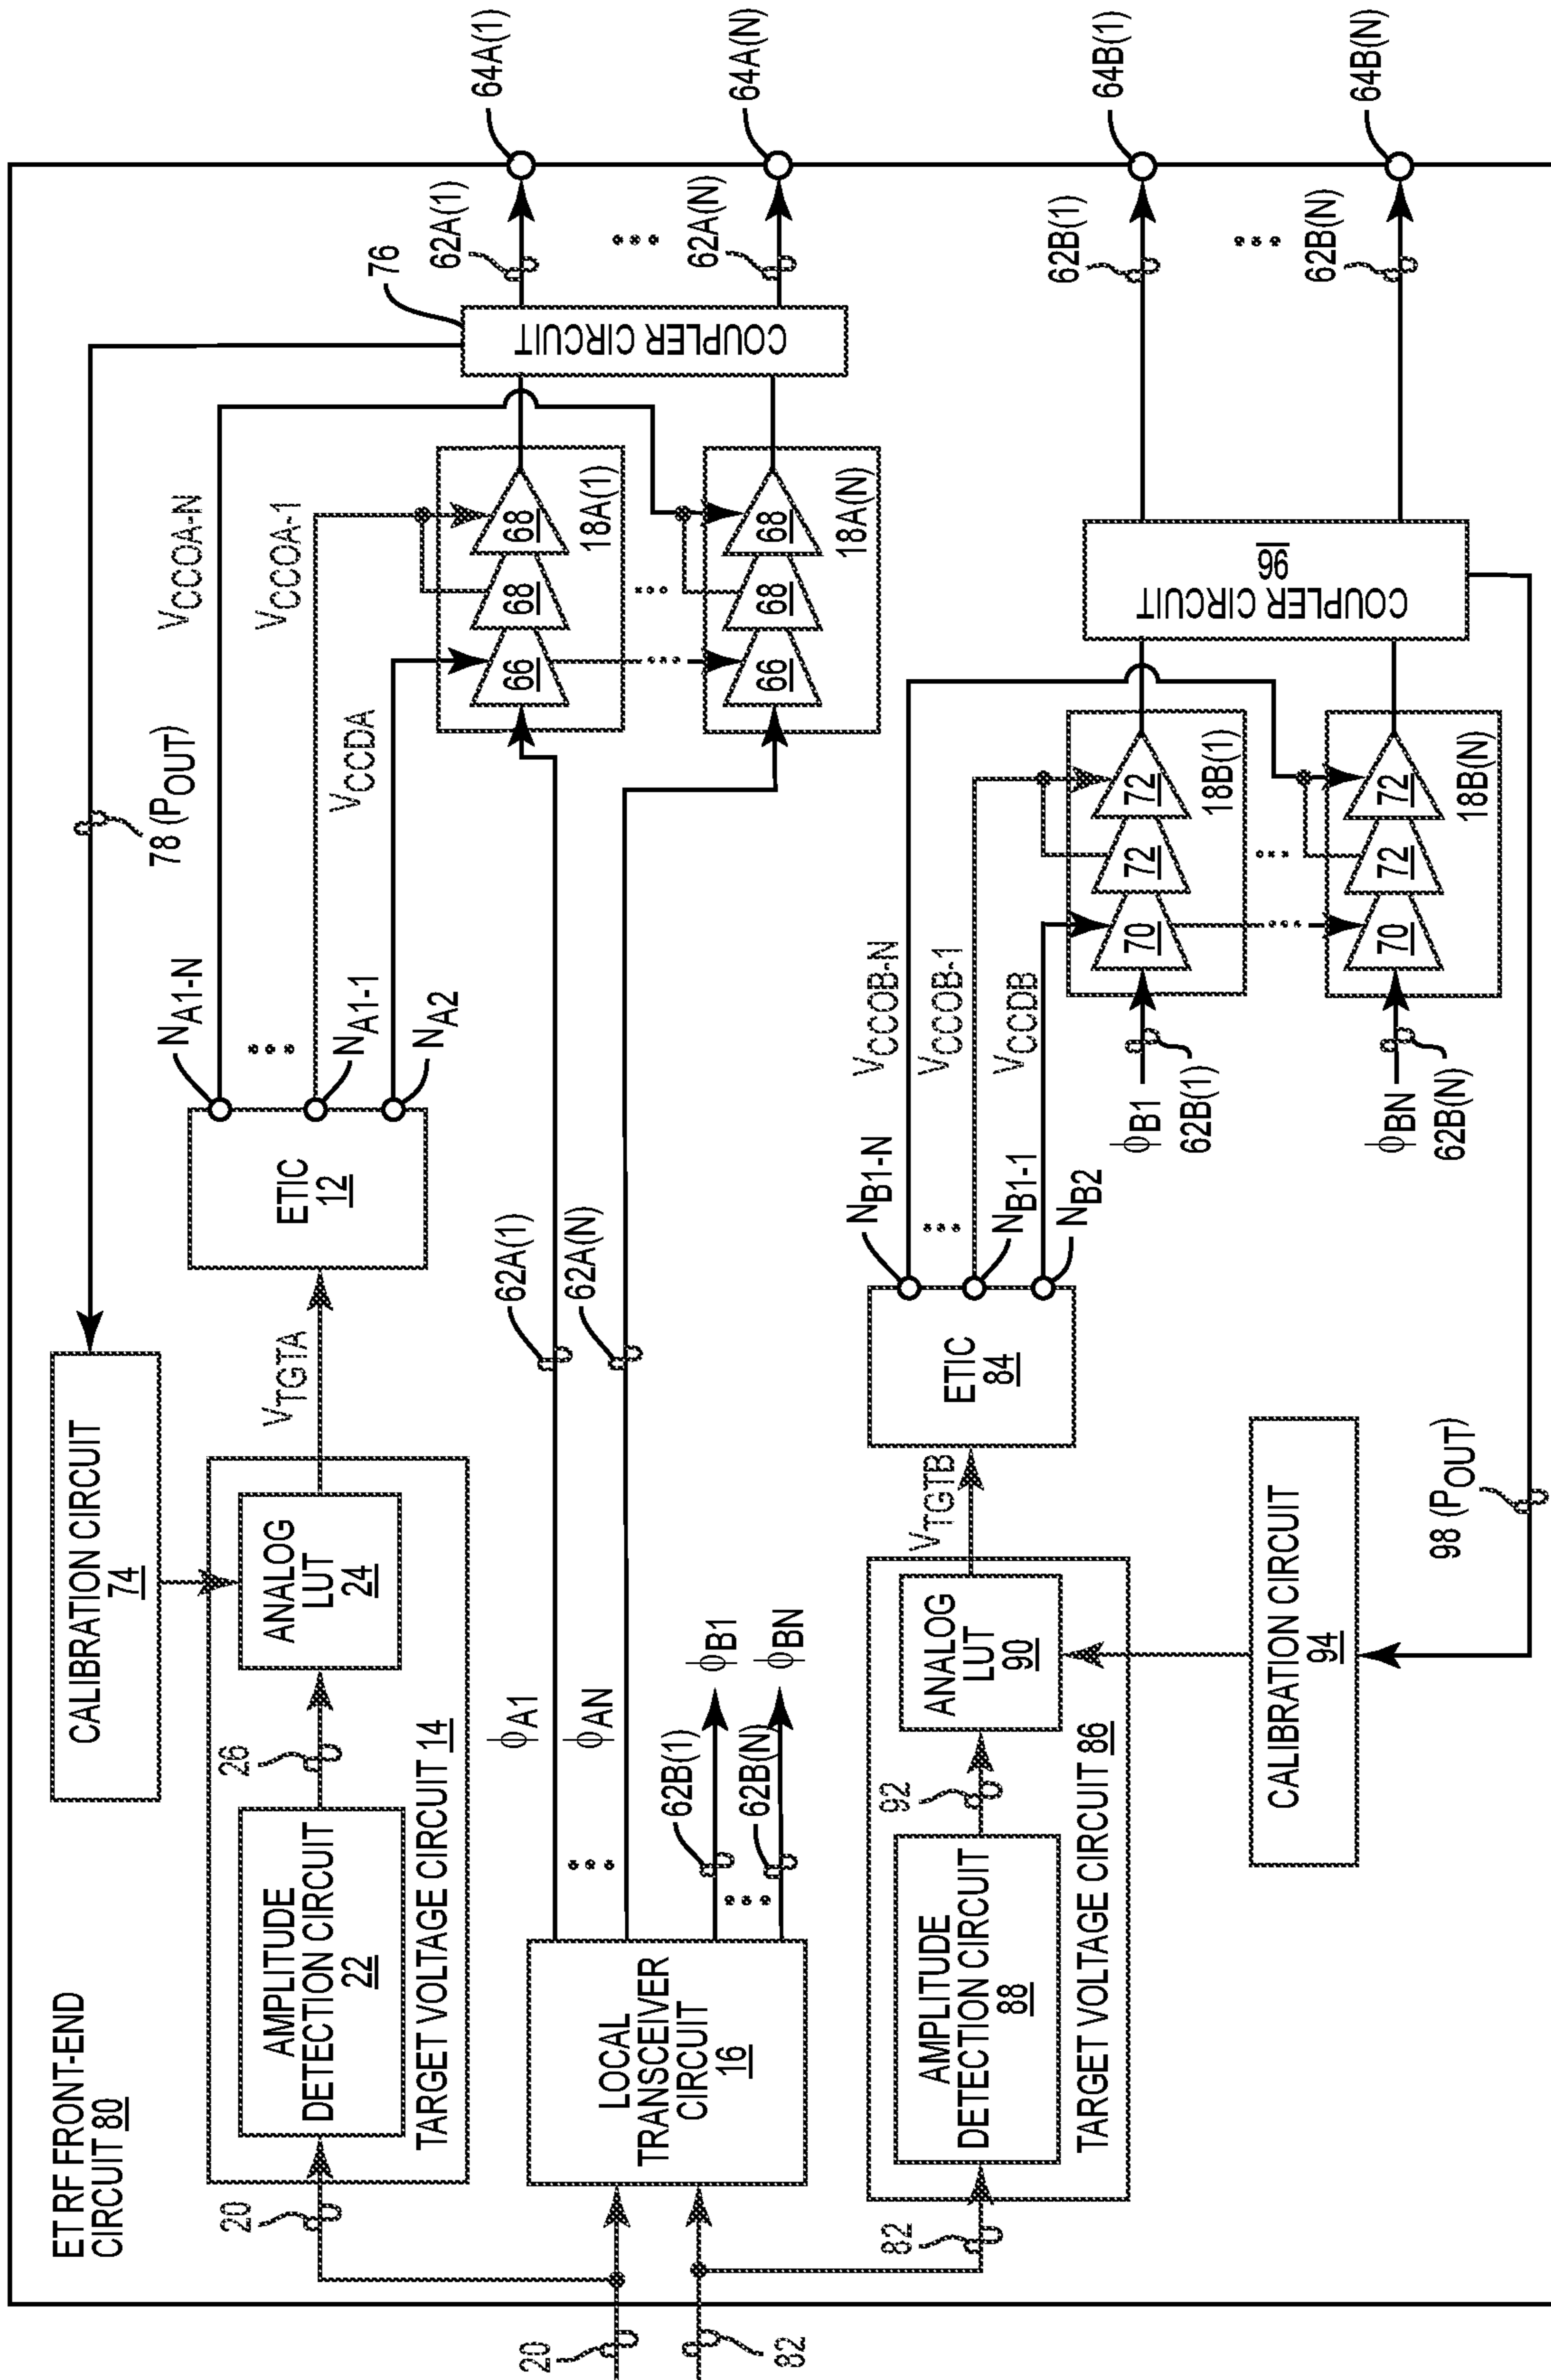 ET RF FRONT-END
CIRCUIT 80
CALIBRATION CIRCUIT
74
78 (POUT)
20
AMPLITUDE
DETECTION CIRCUIT
22
26
ANALOG
LUT
24
TARGET VOLTAGE CIRCUIT 14
VTGTA
ETIC
12
NA1-N
NA1-1
NA2
VCCOA-N
VCCOA-1
VCCDA
66
68
68
18A(1)
66
68
68
18A(N)
COUPLER CIRCUIT
76
62A(1)
64A(1)
62A(N)
64A(N)
20
82
LOCAL
TRANSCEIVER
CIRCUIT
16
ϕA1
62A(1)
ϕAN
62A(N)
62B(1)
ϕB1
62B(N)
ϕBN
82
AMPLITUDE
DETECTION CIRCUIT
88
92
ANALOG
LUT
90
TARGET VOLTAGE CIRCUIT 86
VTGTB
ETIC
84
NB1-N
NB1-1
NB2
VCCOB-N
VCCOB-1
VCCDB
ϕB1
62B(1)
ϕBN
62B(N)
70
72
72
18B(1)
70
72
72
18B(N)
COUPLER CIRCUIT
96
62B(1)
64B(1)
62B(N)
64B(N)
CALIBRATION CIRCUIT
94
98 (POUT)